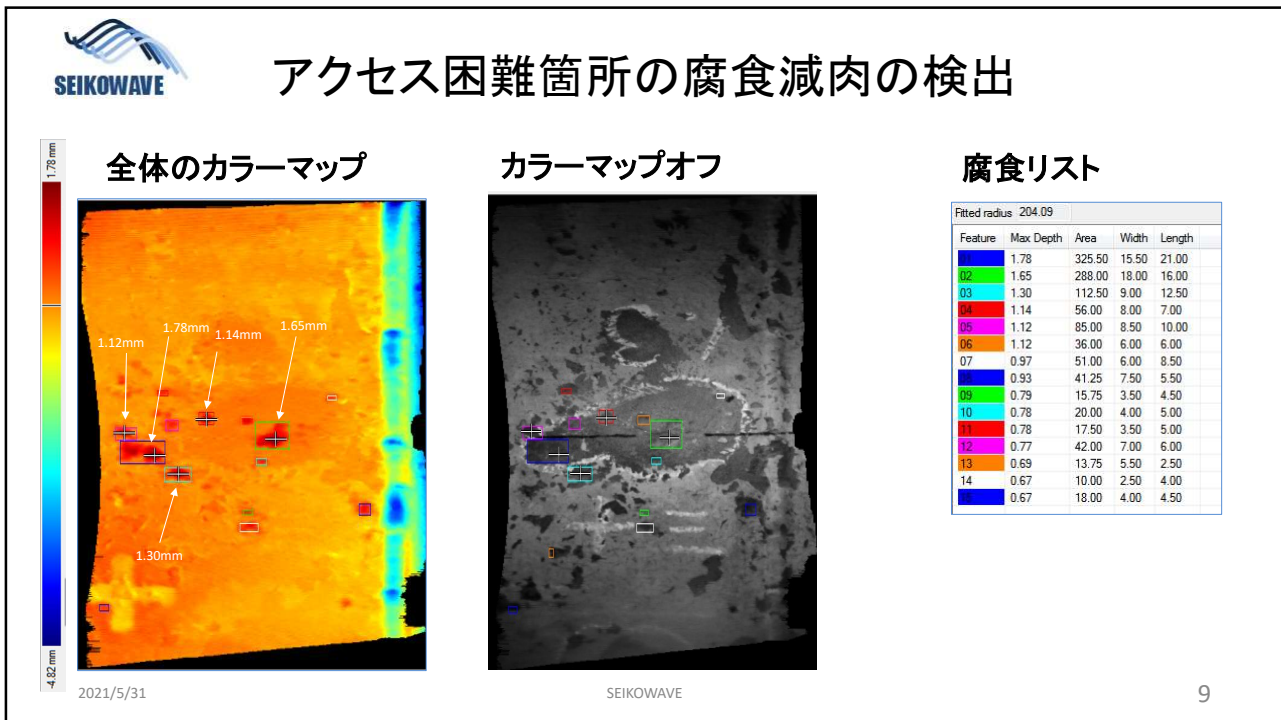 SEIKOWAVE
アクセス困難箇所の腐食減肉の検出
全体のカラーマップ
カラーマップオフ
腐食リスト
1.78 mm
-4.82 mm
1.12mm
1.78mm
1.14mm
1.65mm
1.30mm
Fitted radius 204.09
Feature Max Depth Area Width Length
01 1.78 325.50 15.50 21.00
02 1.65 288.00 18.00 16.00
03 1.30 112.50 9.00 12.50
04 1.14 56.00 8.00 7.00
05 1.12 85.00 8.50 10.00
06 1.12 36.00 6.00 6.00
07 0.97 51.00 6.00 8.50
08 0.93 41.25 7.50 5.50
09 0.79 15.75 3.50 4.50
10 0.78 20.00 4.00 5.00
11 0.78 17.50 3.50 5.00
12 0.77 42.00 7.00 6.00
13 0.69 13.75 5.50 2.50
14 0.67 10.00 2.50 4.00
15 0.67 18.00 4.00 4.50
2021/5/31
SEIKOWAVE
9